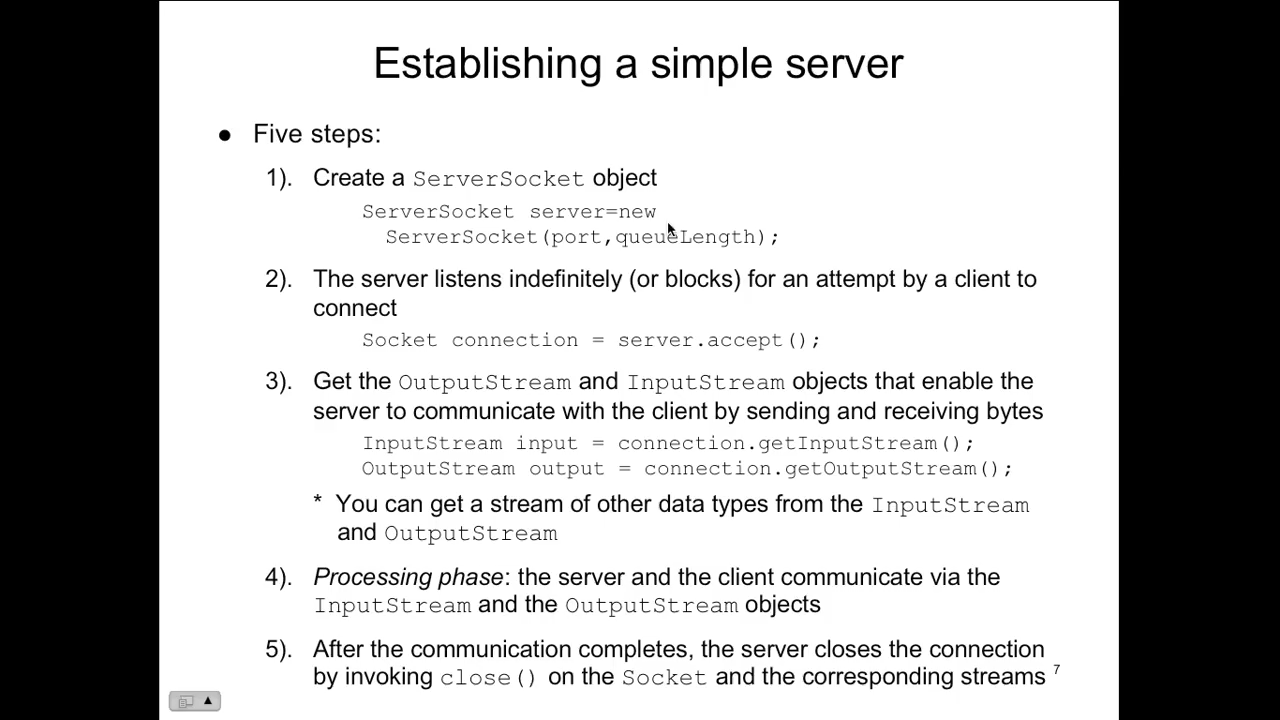 Establishing a simple server
● Five steps:
1). Create a ServerSocket object
ServerSocket server=new
ServerSocket(port,queueLength);
2). The server listens indefinitely (or blocks) for an attempt by a client to
connect
Socket connection = server.accept();
3). Get the OutputStream and InputStream objects that enable the
server to communicate with the client by sending and receiving bytes
InputStream input = connection.getInputStream();
OutputStream output = connection.getOutputStream();
* You can get a stream of other data types from the InputStream
and OutputStream
4). Processing phase: the server and the client communicate via the
InputStream and the OutputStream objects
5). After the communication completes, the server closes the connection
by invoking close() on the Socket and the corresponding streams 7